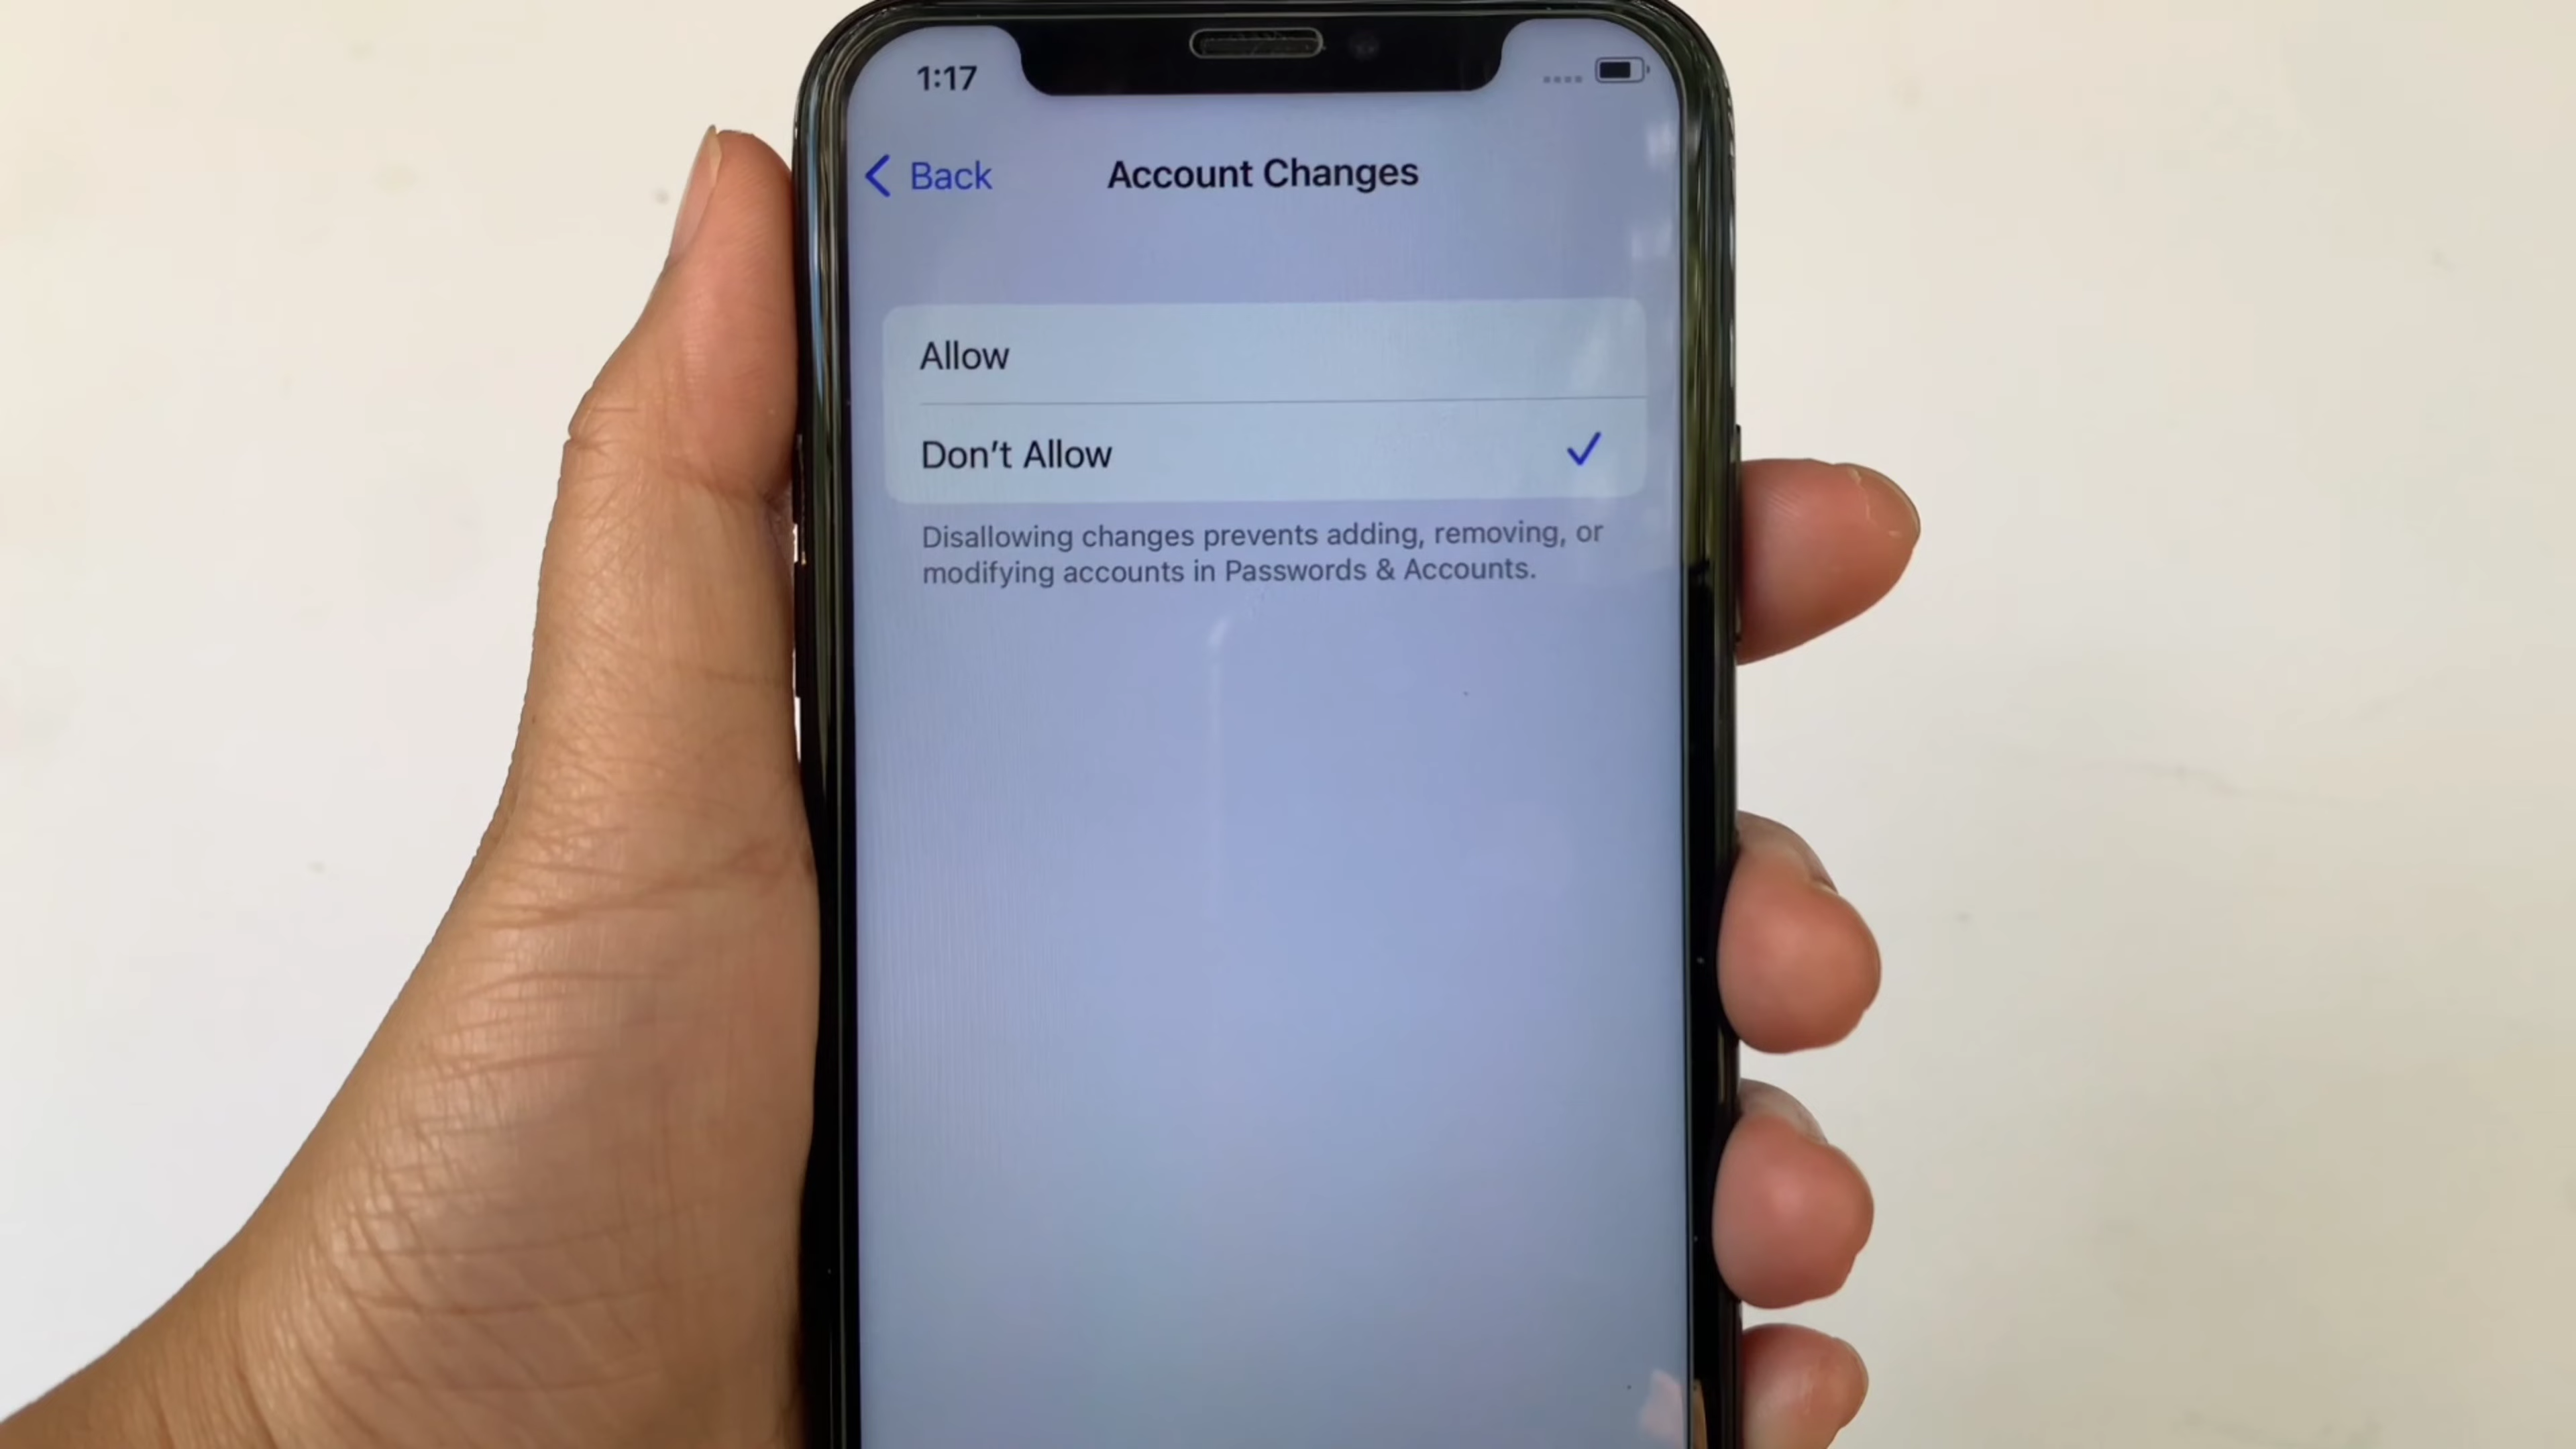 1:17
Back
Account Changes
Allow
Don't Allow
Disallowing changes prevents adding, removing, or
modifying accounts in Passwords & Accounts.